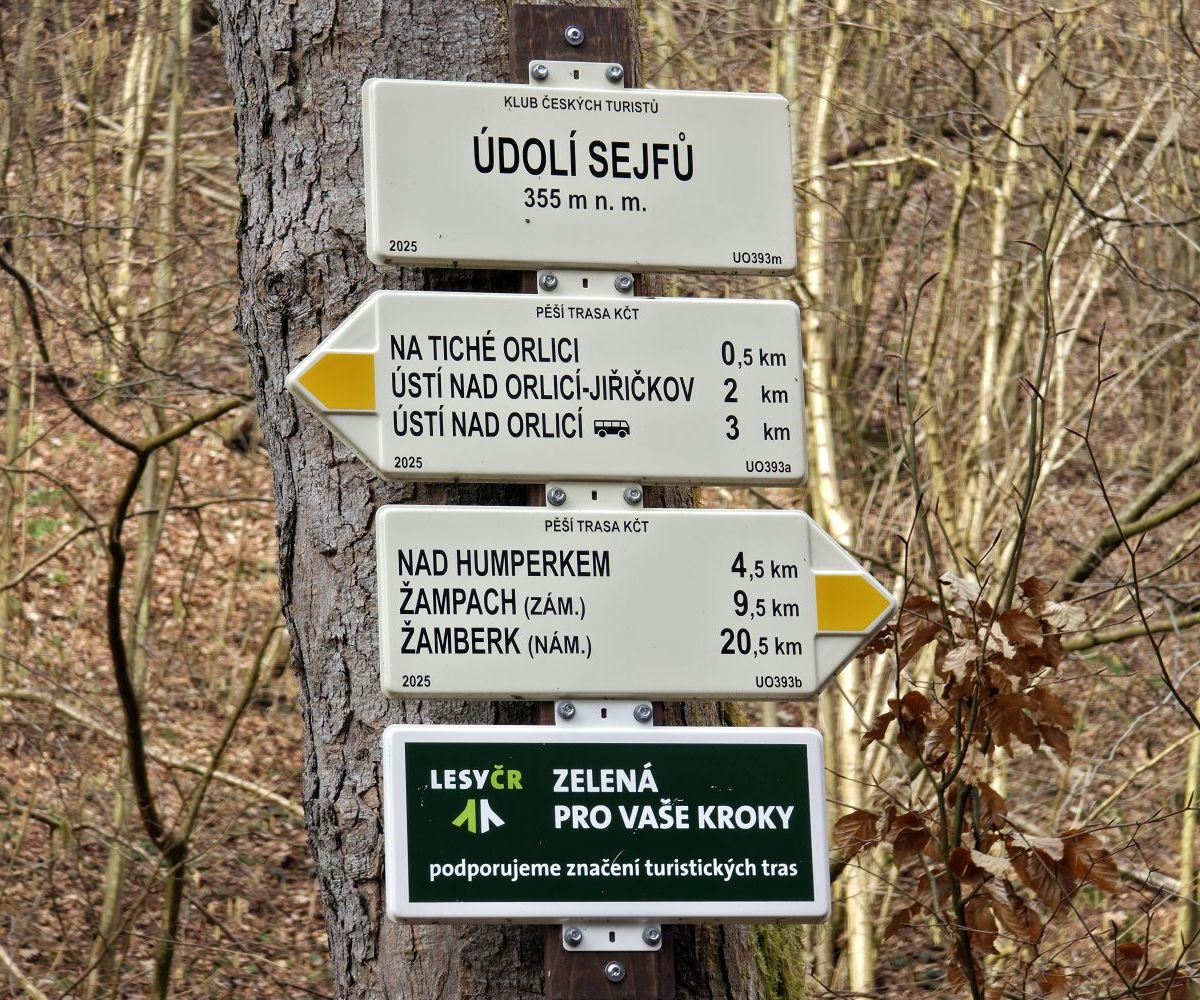 KLUB ČESKÝCH TURISTŮ
ÚDOLÍ SEJFŮ
355 m n. m.
2025 UO393m
PĚŠÍ TRASA KČT
NA TICHÉ ORLICI 0,5 km
ÚSTÍ NAD ORLICÍ-JIŘIČKOV 2 km
ÚSTÍ NAD ORLICÍ 3 km
2025 UO393a
PĚŠÍ TRASA KČT
NAD HUMPERKEM 4,5 km
ŽAMPACH (ZÁM.) 9,5 km
ŽAMBERK (NÁM.) 20,5 km
2025 UO393b
LESYČR
ZELENÁ
PRO VAŠE KROKY
podporujeme značení turistických tras